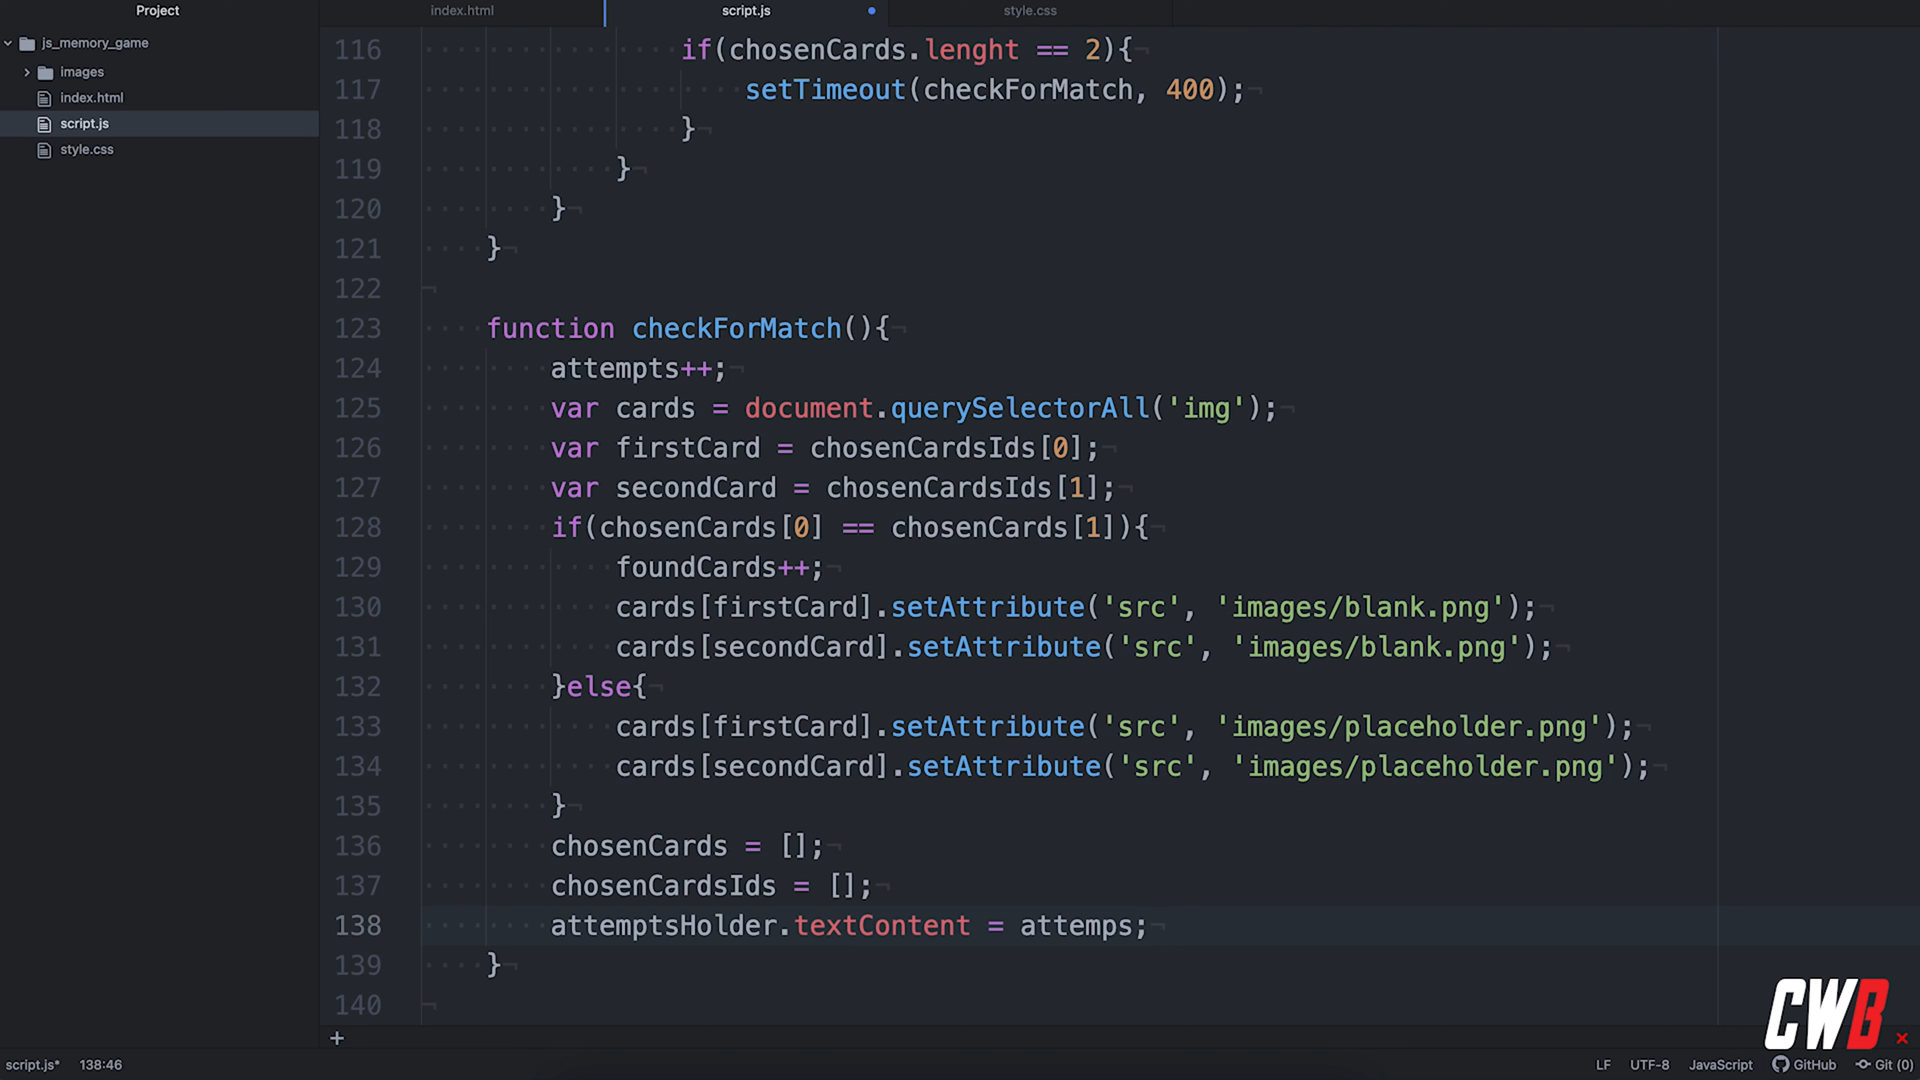 Project
index.html
script.js
style.css
js_memory_game
images
index.html
script.js
style.css
116 if(chosenCards.lenght == 2){
117 setTimeout(checkForMatch, 400);
118 }
119 }
120 }
121 }
122
123 function checkForMatch(){
124 attempts++;
125 var cards = document.querySelectorAll('img');
126 var firstCard = chosenCardsIds[0];
127 var secondCard = chosenCardsIds[1];
128 if(chosenCards[0] == chosenCards[1]){
129 foundCards++;
130 cards[firstCard].setAttribute('src', 'images/blank.png');
131 cards[secondCard].setAttribute('src', 'images/blank.png');
132 }else{
133 cards[firstCard].setAttribute('src', 'images/placeholder.png');
134 cards[secondCard].setAttribute('src', 'images/placeholder.png');
135 }
136 chosenCards = [];
137 chosenCardsIds = [];
138 attemptsHolder.textContent = attemps;
139 }
140
CWB
script.js* 138:46
LF UTF-8 JavaScript GitHub Git (0)